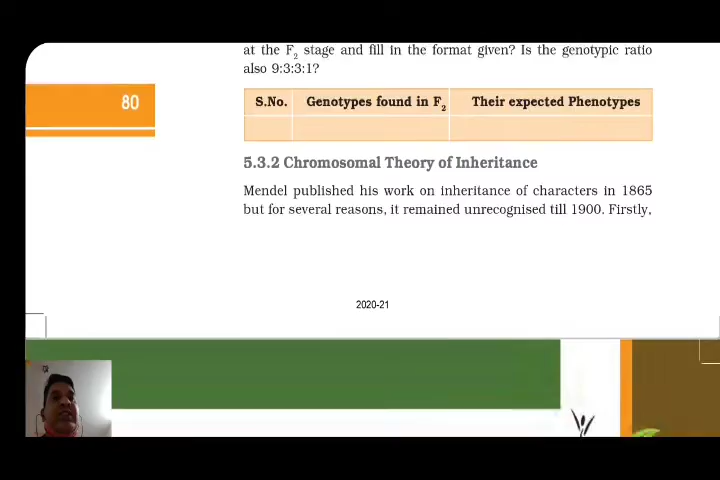 at the F₂ stage and fill in the format given? Is the genotypic ratio
also 9:3:3:1?
80
S.No. Genotypes found in F₂ Their expected Phenotypes
5.3.2 Chromosomal Theory of Inheritance
Mendel published his work on inheritance of characters in 1865
but for several reasons, it remained unrecognised till 1900. Firstly,
2020-21